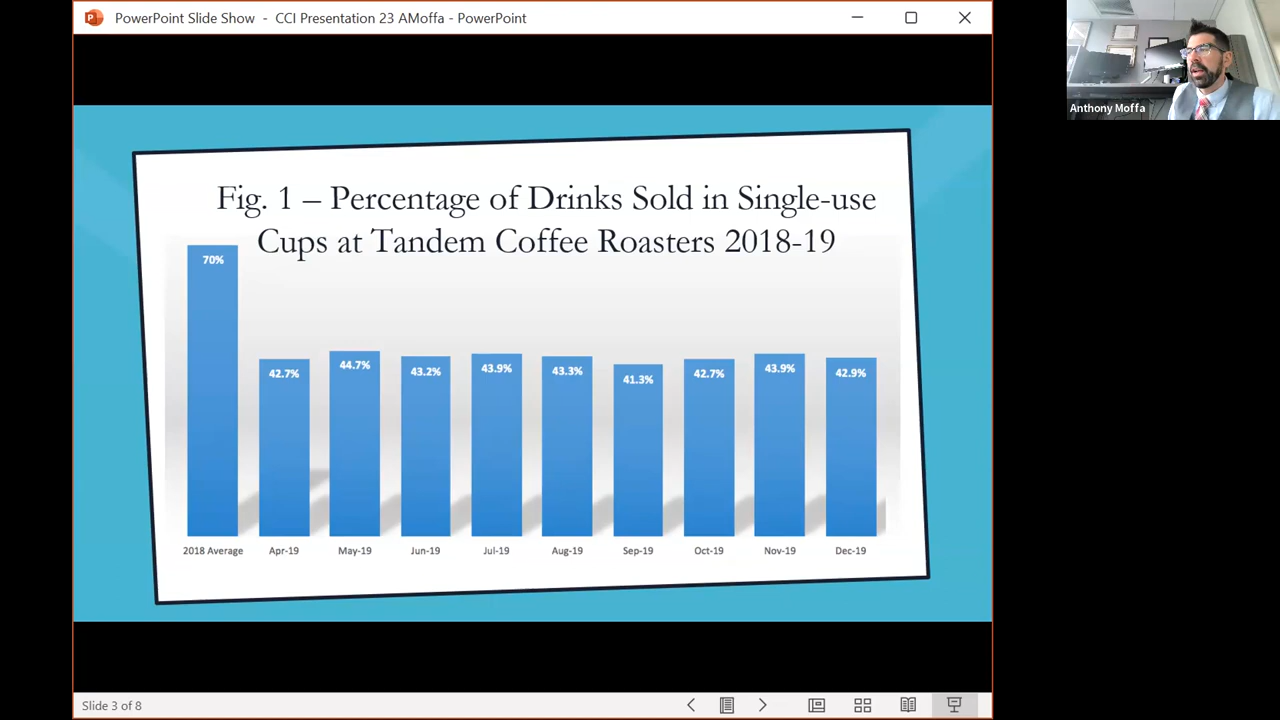 PowerPoint Slide Show - CCI Presentation 23 AMoffa - PowerPoint
Anthony Moffa
Fig. 1 – Percentage of Drinks Sold in Single-use
Cups at Tandem Coffee Roasters 2018-19
70%
42.7%
44.7%
43.2%
43.9%
43.3%
41.3%
42.7%
43.9%
42.9%
2018 Average
Apr-19
May-19
Jun-19
Jul-19
Aug-19
Sep-19
Oct-19
Nov-19
Dec-19
Slide 3 of 8